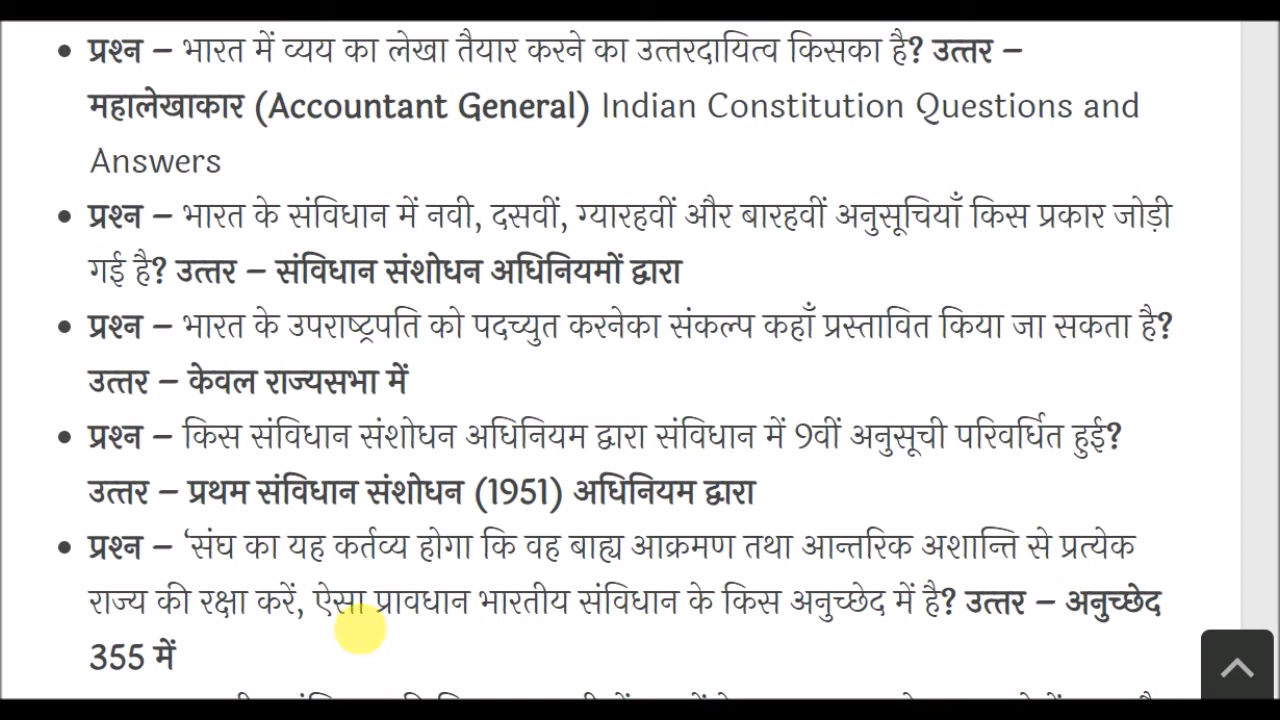 • प्रश्न – भारत में व्यय का लेखा तैयार करने का उत्तरदायित्व किसका है? उत्तर –
महालेखाकार (Accountant General) Indian Constitution Questions and
Answers
• प्रश्न – भारत के संविधान में नवी, दसवीं, ग्यारहवीं और बारहवीं अनुसूचियाँ किस प्रकार जोड़ी
गई है? उत्तर – संविधान संशोधन अधिनियमों द्वारा
• प्रश्न – भारत के उपराष्ट्रपति को पदच्युत करनेका संकल्प कहाँ प्रस्तावित किया जा सकता है?
उत्तर – केवल राज्यसभा में
• प्रश्न – किस संविधान संशोधन अधिनियम द्वारा संविधान में 9वीं अनुसूची परिवर्धित हुई?
उत्तर – प्रथम संविधान संशोधन (1951) अधिनियम द्वारा
• प्रश्न – ‘संघ का यह कर्तव्य होगा कि वह बाह्य आक्रमण तथा आन्तरिक अशान्ति से प्रत्येक
राज्य की रक्षा करें, ऐसा प्रावधान भारतीय संविधान के किस अनुच्छेद में है? उत्तर – अनुच्छेद
355 में